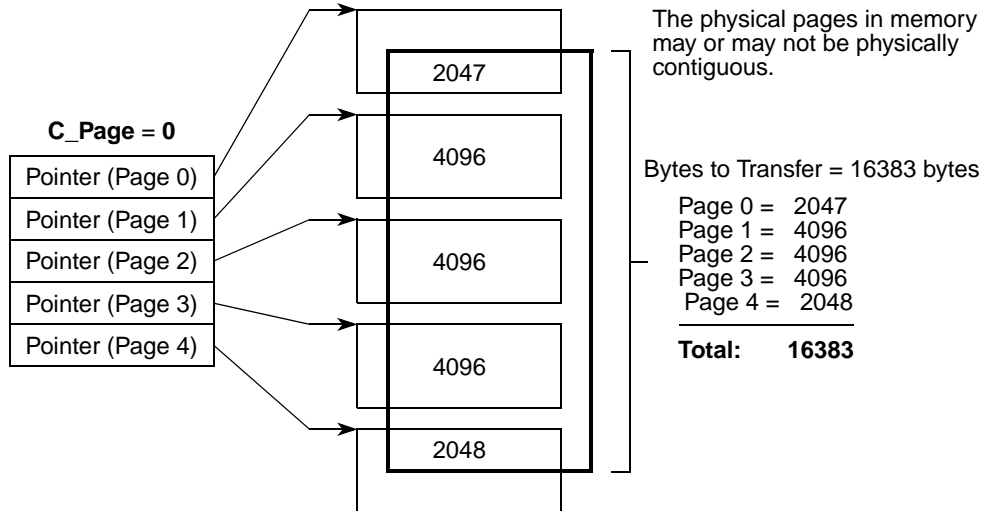 C_Page = 0
Pointer (Page 0)
Pointer (Page 1)
Pointer (Page 2)
Pointer (Page 3)
Pointer (Page 4)
2047
4096
4096
4096
2048
The physical pages in memory
may or may not be physically
contiguous.
Bytes to Transfer = 16383 bytes
Page 0 = 2047
Page 1 = 4096
Page 2 = 4096
Page 3 = 4096
Page 4 = 2048
Total: 16383